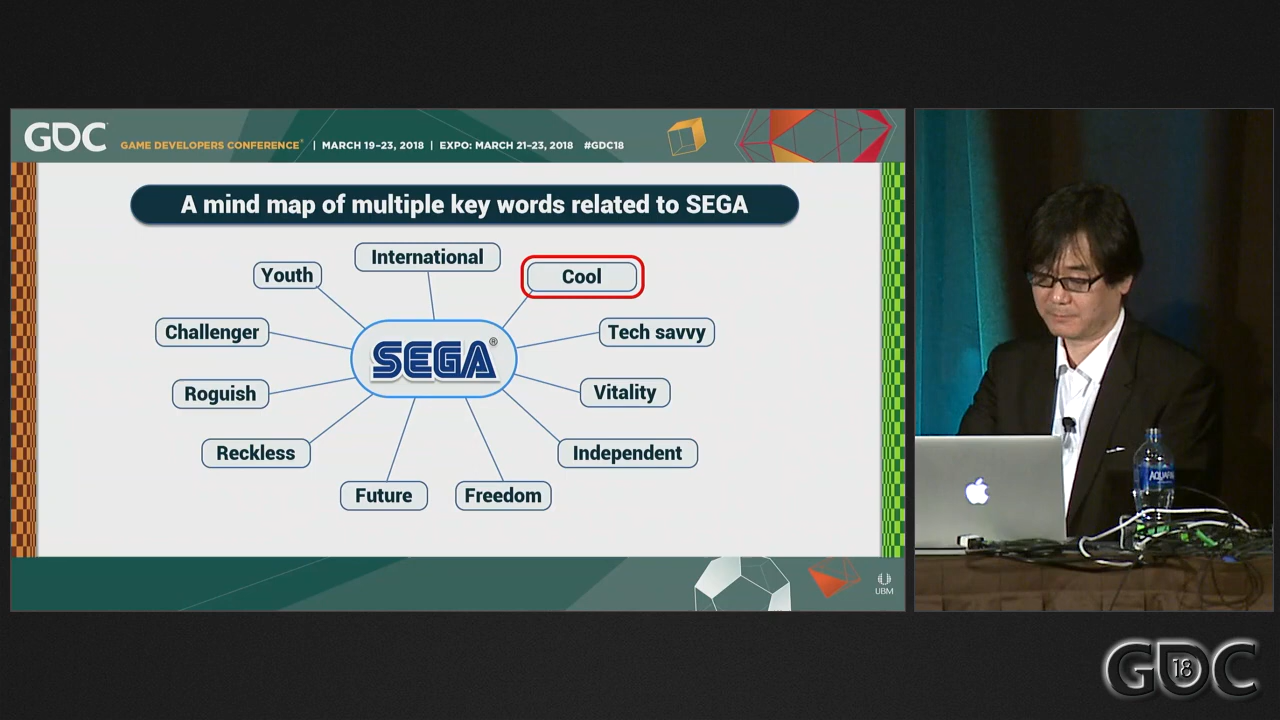 GDC
GAME DEVELOPERS CONFERENCE® | MARCH 19–23, 2018 | EXPO: MARCH 21–23, 2018 #GDC18
A mind map of multiple key words related to SEGA
International
Youth
Cool
Challenger
Tech savvy
SEGA®
Roguish
Vitality
Reckless
Independent
Future
Freedom
UBM
AQUAFINA
GDC
18